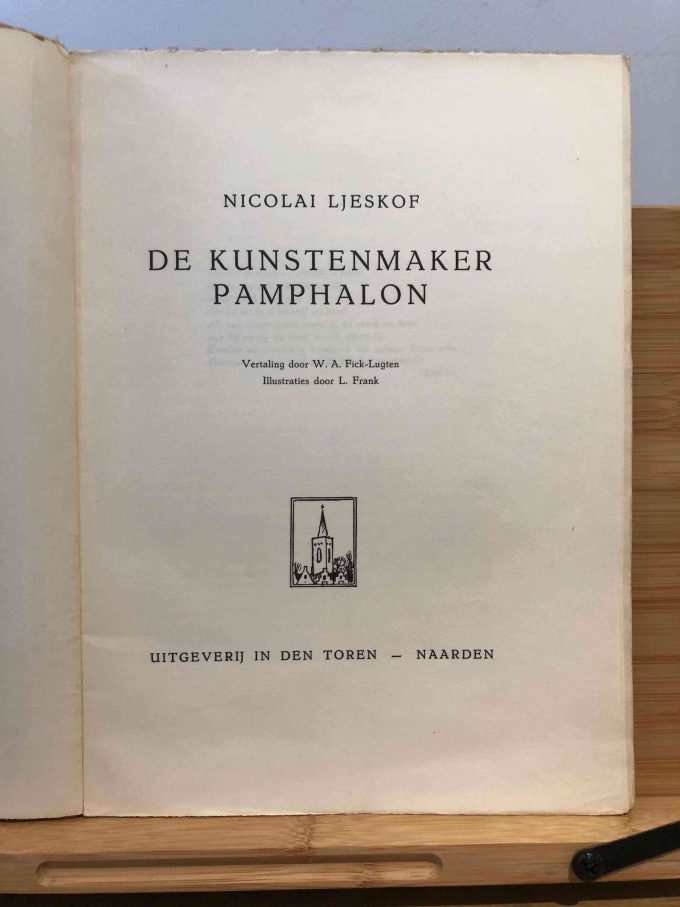 NICOLAI LJESKOF
DE KUNSTENMAKER
PAMPHALON
Vertaling door W. A. Fick-Lugten
Illustraties door L. Frank
UITGEVERIJ IN DEN TOREN — NAARDEN